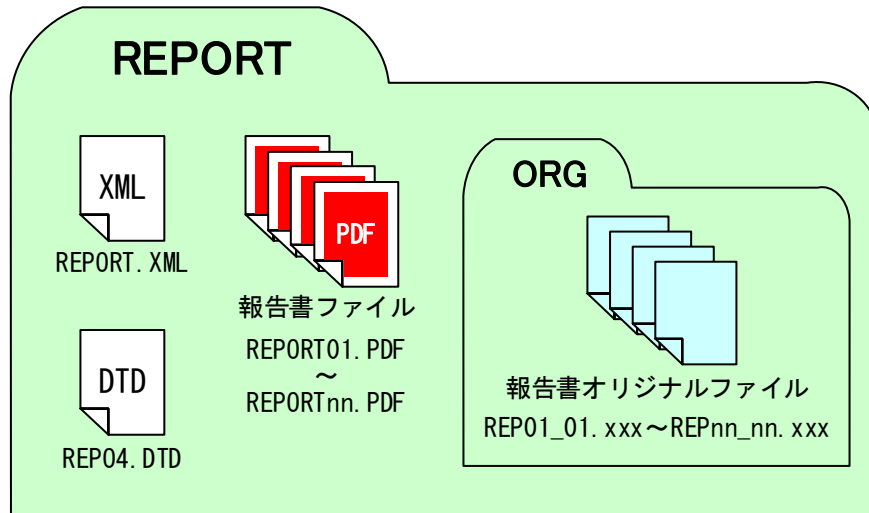 REPORT
XML
REPORT.XML
DTD
REP04.DTD
PDF
報告書ファイル
REPORT01.PDF
～
REPORTnn.PDF
ORG
報告書オリジナルファイル
REP01_01.xxx～REPnn_nn.xxx